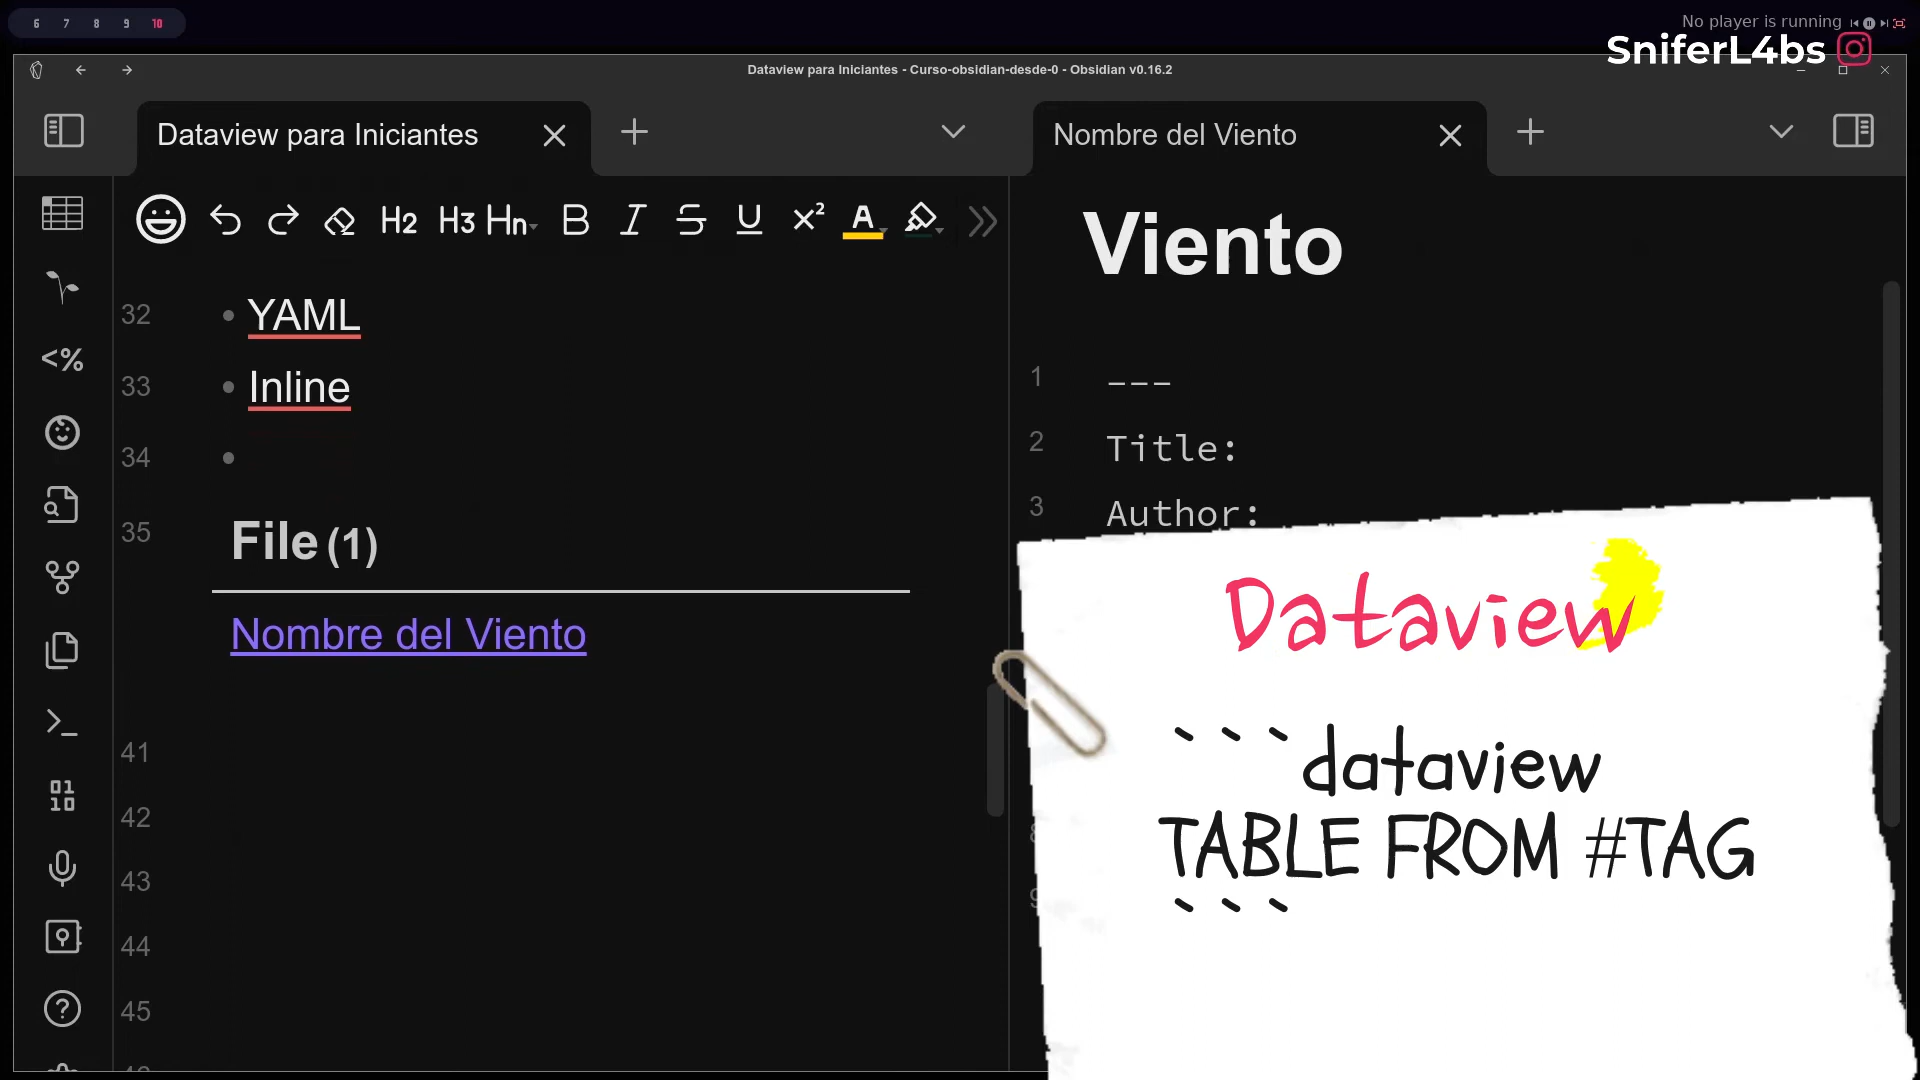 6 7 8 9 10
No player is running
SniferL4bs
Dataview para Iniciantes - Curso-obsidian-desde-0 - Obsidian v0.16.2
Dataview para Iniciantes
Nombre del Viento
H2 H3 Hn B I S U X² A
<%
32 YAML
33 Inline
34
35 File (1)
Nombre del Viento
41
42
43
44
45
Viento
1 ---
2 Title:
3 Author:
Dataview
```dataview
TABLE FROM #TAG
```